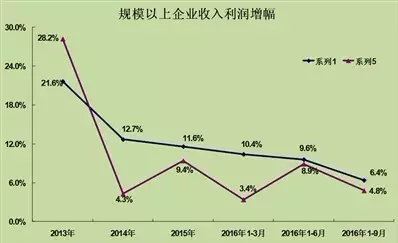 规模以上企业收入利润增幅
30.0%
28.2%
系列1
系列5
24.0%
21.6%
18.0%
12.7%
11.6%
10.4%
12.0%
9.6%
9.4%
8.9%
6.4%
6.0%
4.3%
3.4%
4.8%
0.0%
2013年
2014年
2015年
2016年1-3月
2016年1-6月
2016年1-9月